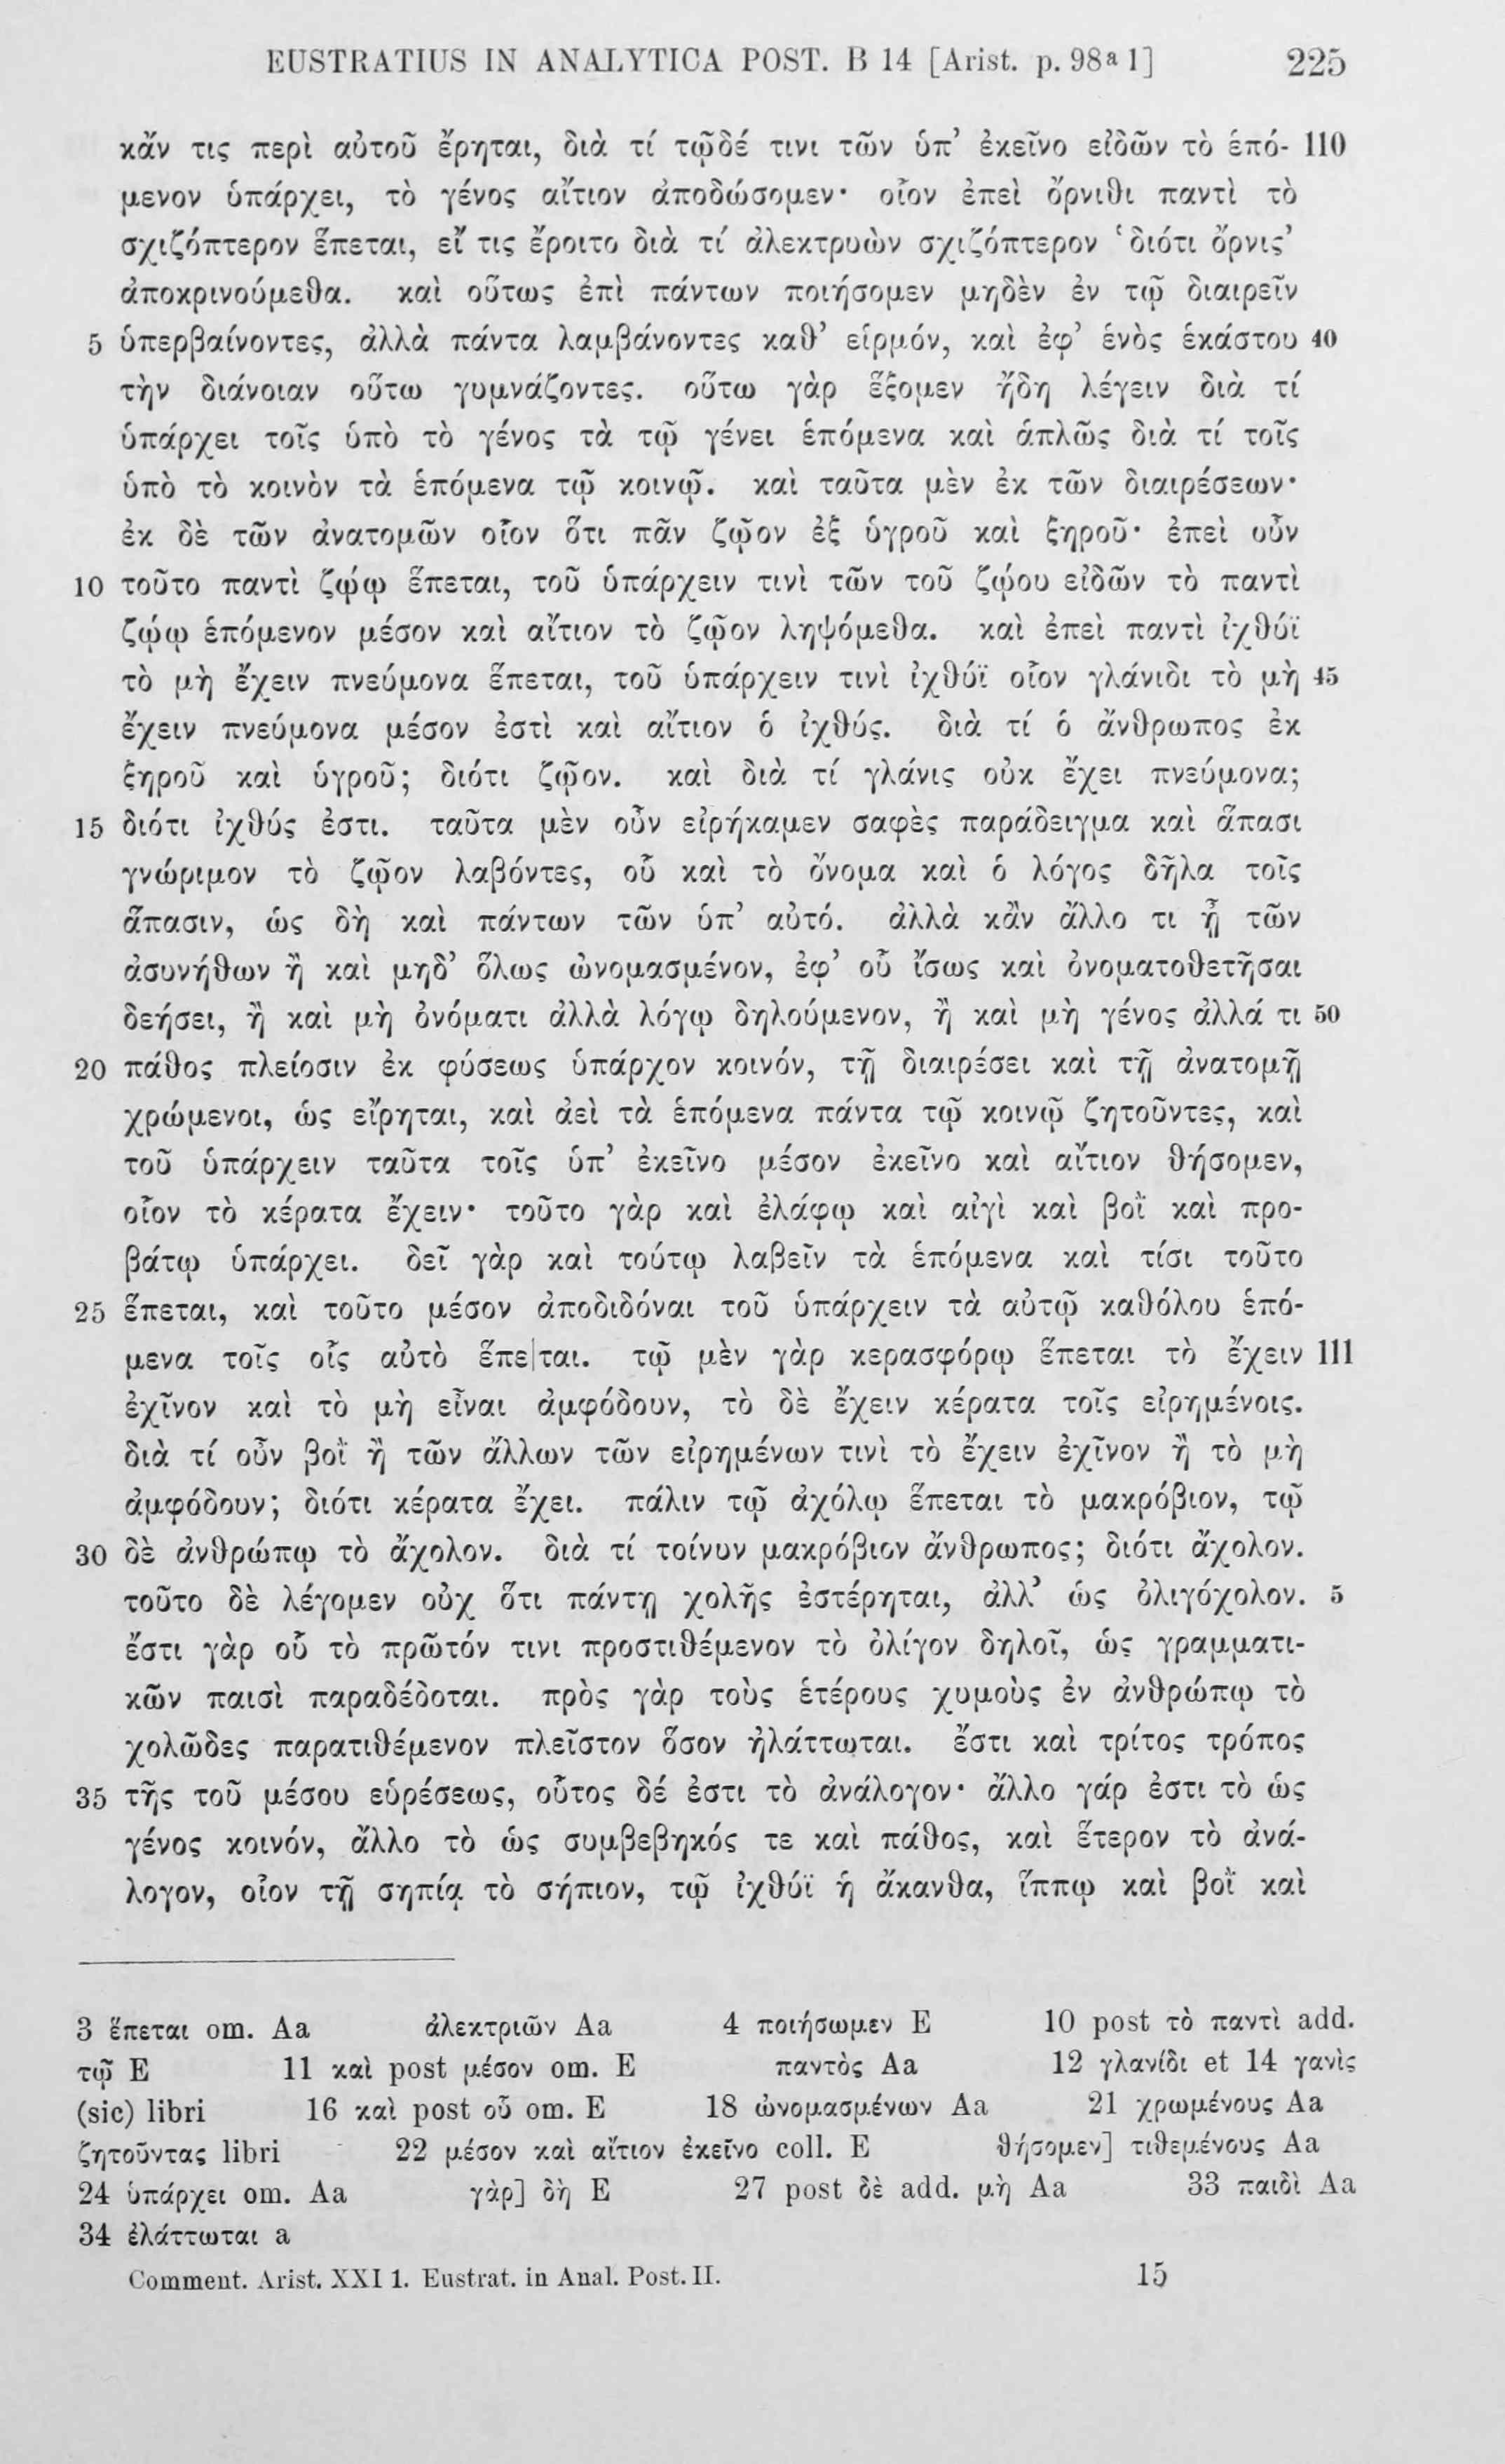 EUSTRATIUS IN ANALYTICA POST. B 14 [Arist. p. 98ª 1] 225
κἄν τις περὶ αὐτοῦ ἔρηται, διὰ τί τῷδέ τινι τῶν ὑπ’ ἐκεῖνο εἰδῶν τὸ ἑπό- 110
μενον ὑπάρχει, τὸ γένος αἴτιον ἀποδώσομεν· οἷον ἐπεὶ ὄρνιθι παντὶ τὸ
σχιζόπτερον ἕπεται, εἴ τις ἔροιτο διὰ τί ἀλεκτρυὼν σχιζόπτερον ‘διότι ὄρνις’
ἀποκρινούμεθα. καὶ οὕτως ἐπὶ πάντων ποιήσομεν μηδὲν ἐν τῷ διαιρεῖν
5 ὑπερβαίνοντες, ἀλλὰ πάντα λαμβάνοντες καθ’ εἱρμόν, καὶ ἐφ’ ἑνὸς ἑκάστου 40
τὴν διάνοιαν οὕτω γυμνάζοντες. οὕτω γὰρ ἕξομεν ἤδη λέγειν διὰ τί
ὑπάρχει τοῖς ὑπὸ τὸ γένος τὰ τῷ γένει ἑπόμενα καὶ ἁπλῶς διὰ τί τοῖς
ὑπὸ τὸ κοινὸν τὰ ἑπόμενα τῷ κοινῷ. καὶ ταῦτα μὲν ἐκ τῶν διαιρέσεων·
ἐκ δὲ τῶν ἀνατομῶν οἷον ὅτι πᾶν ζῷον ἐξ ὑγροῦ καὶ ξηροῦ· ἐπεὶ οὖν
10 τοῦτο παντὶ ζῴῳ ἕπεται, τοῦ ὑπάρχειν τινὶ τῶν τοῦ ζῴου εἰδῶν τὸ παντὶ
ζῴῳ ἑπόμενον μέσον καὶ αἴτιον τὸ ζῷον ληψόμεθα. καὶ ἐπεὶ παντὶ ἰχθύϊ
τὸ μὴ ἔχειν πνεύμονα ἕπεται, τοῦ ὑπάρχειν τινὶ ἰχθύϊ οἷον γλάνιδι τὸ μὴ 45
ἔχειν πνεύμονα μέσον ἐστὶ καὶ αἴτιον ὁ ἰχθύς. διὰ τί ὁ ἄνθρωπος ἐκ
ξηροῦ καὶ ὑγροῦ; διότι ζῷον. καὶ διὰ τί γλάνις οὐκ ἔχει πνεύμονα;
15 διότι ἰχθύς ἐστι. ταῦτα μὲν οὖν εἰρήκαμεν σαφὲς παράδειγμα καὶ ἅπασι
γνώριμον τὸ ζῷον λαβόντες, οὗ καὶ τὸ ὄνομα καὶ ὁ λόγος δῆλα τοῖς
ἅπασιν, ὡς δὴ καὶ πάντων τῶν ὑπ’ αὐτό. ἀλλὰ κἂν ἄλλο τι ᾖ τῶν
ἀσυνήθων ἢ καὶ μηδ’ ὅλως ὠνομασμένον, ἐφ’ οὗ ἴσως καὶ ὀνοματοθετῆσαι
δεήσει, ἢ καὶ μὴ ὀνόματι ἀλλὰ λόγῳ δηλούμενον, ἢ καὶ μὴ γένος ἀλλά τι 50
20 πάθος πλείοσιν ἐκ φύσεως ὑπάρχον κοινόν, τῇ διαιρέσει καὶ τῇ ἀνατομῇ
χρώμενοι, ὡς εἴρηται, καὶ ἀεὶ τὰ ἑπόμενα πάντα τῷ κοινῷ ζητοῦντες, καὶ
τοῦ ὑπάρχειν ταῦτα τοῖς ὑπ’ ἐκεῖνο μέσον ἐκεῖνο καὶ αἴτιον θήσομεν,
οἷον τὸ κέρατα ἔχειν· τοῦτο γὰρ καὶ ἐλάφῳ καὶ αἰγὶ καὶ βοῒ καὶ προ-
βάτῳ ὑπάρχει. δεῖ γὰρ καὶ τούτῳ λαβεῖν τὰ ἑπόμενα καὶ τίσι τοῦτο
25 ἕπεται, καὶ τοῦτο μέσον ἀποδιδόναι τοῦ ὑπάρχειν τὰ αὐτῷ καθόλου ἑπό-
μενα τοῖς οἷς αὐτὸ ἕπε|ται. τῷ μὲν γὰρ κερασφόρῳ ἕπεται τὸ ἔχειν 111
ἐχῖνον καὶ τὸ μὴ εἶναι ἀμφόδουν, τὸ δὲ ἔχειν κέρατα τοῖς εἰρημένοις.
διὰ τί οὖν βοῒ ἢ τῶν ἄλλων τῶν εἰρημένων τινὶ τὸ ἔχειν ἐχῖνον ἢ τὸ μὴ
ἀμφόδουν; διότι κέρατα ἔχει. πάλιν τῷ ἀχόλῳ ἕπεται τὸ μακρόβιον, τῷ
30 δὲ ἀνθρώπῳ τὸ ἄχολον. διὰ τί τοίνυν μακρόβιον ἄνθρωπος; διότι ἄχολον.
τοῦτο δὲ λέγομεν οὐχ ὅτι πάντῃ χολῆς ἐστέρηται, ἀλλ’ ὡς ὀλιγόχολον. 5
ἔστι γὰρ οὗ τὸ πρῶτόν τινι προστιθέμενον τὸ ὀλίγον δηλοῖ, ὡς γραμματι-
κῶν παισὶ παραδέδοται. πρὸς γὰρ τοὺς ἑτέρους χυμοὺς ἐν ἀνθρώπῳ τὸ
χολῶδες παρατιθέμενον πλεῖστον ὅσον ἠλάττωται. ἔστι καὶ τρίτος τρόπος
35 τῆς τοῦ μέσου εὑρέσεως, οὗτος δέ ἐστι τὸ ἀνάλογον· ἄλλο γάρ ἐστι τὸ ὡς
γένος κοινόν, ἄλλο τὸ ὡς συμβεβηκός τε καὶ πάθος, καὶ ἕτερον τὸ ἀνά-
λογον, οἷον τῇ σηπίᾳ τὸ σήπιον, τῷ ἰχθύϊ ἡ ἄκανθα, ἵππῳ καὶ βοῒ καὶ
3 ἕπεται om. Aa ἀλεκτριῶν Aa 4 ποιήσωμεν E 10 post τὸ παντὶ add.
τῷ E 11 καὶ post μέσον om. E παντὸς Aa 12 γλανίδι et 14 γανὶς
(sic) libri 16 καὶ post οὗ om. E 18 ὠνομασμένων Aa 21 χρωμένους Aa
ζητοῦντας libri 22 μέσον καὶ αἴτιον ἐκεῖνο coll. E θήσομεν] τιθεμένους Aa
24 ὑπάρχει om. Aa γὰρ] δὴ E 27 post δὲ add. μὴ Aa 33 παιδὶ Aa
34 ἐλάττωται a
Comment. Arist. XXI 1. Eustrat. in Anal. Post. II. 15